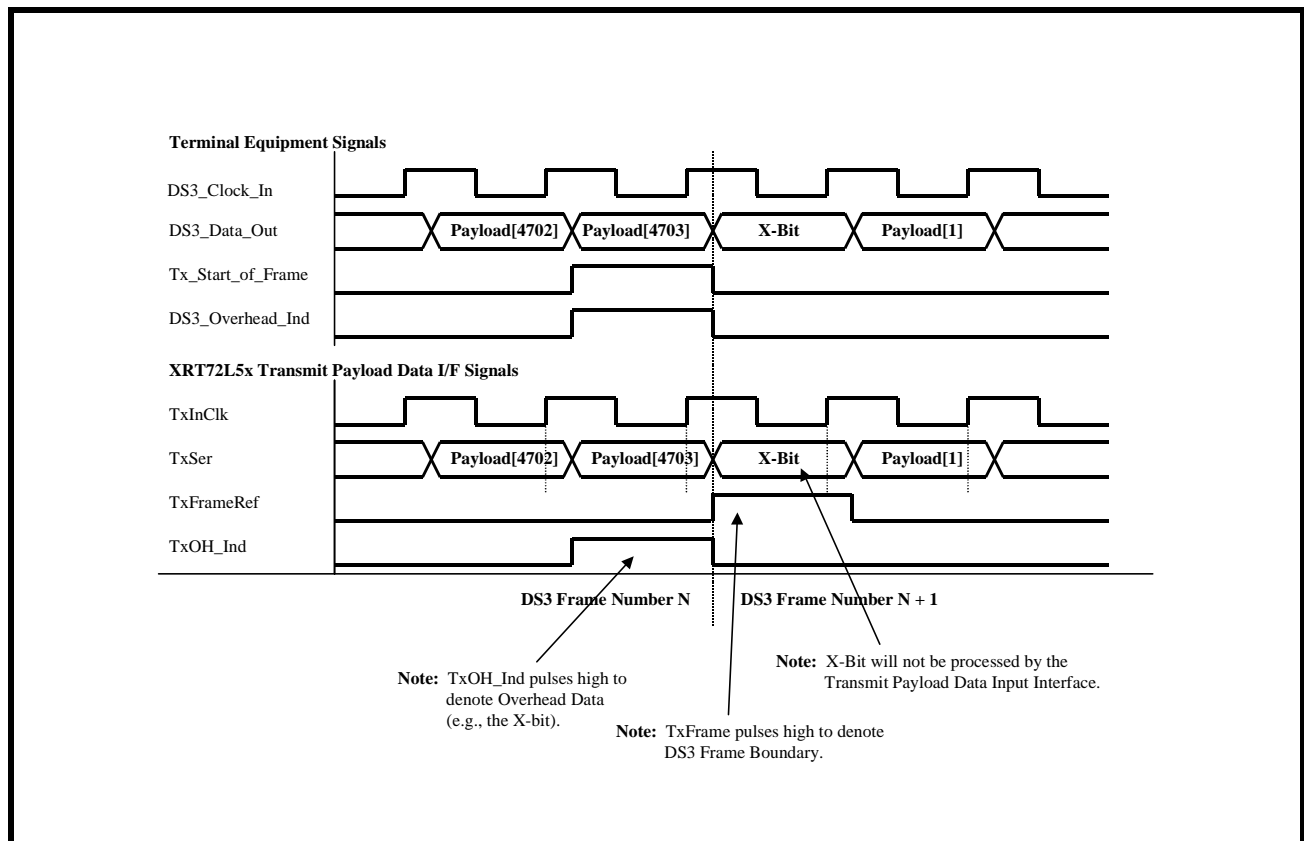 Terminal Equipment Signals
DS3_Clock_In
DS3_Data_Out
Payload[4702] Payload[4703] X-Bit Payload[1]
Tx_Start_of_Frame
DS3_Overhead_Ind
XRT72L5x Transmit Payload Data I/F Signals
TxInClk
TxSer
Payload[4702] Payload[4703] X-Bit Payload[1]
TxFrameRef
TxOH_Ind
DS3 Frame Number N DS3 Frame Number N + 1
Note: X-Bit will not be processed by the
Transmit Payload Data Input Interface.
Note: TxOH_Ind pulses high to
denote Overhead Data
(e.g., the X-bit).
Note: TxFrame pulses high to denote
DS3 Frame Boundary.